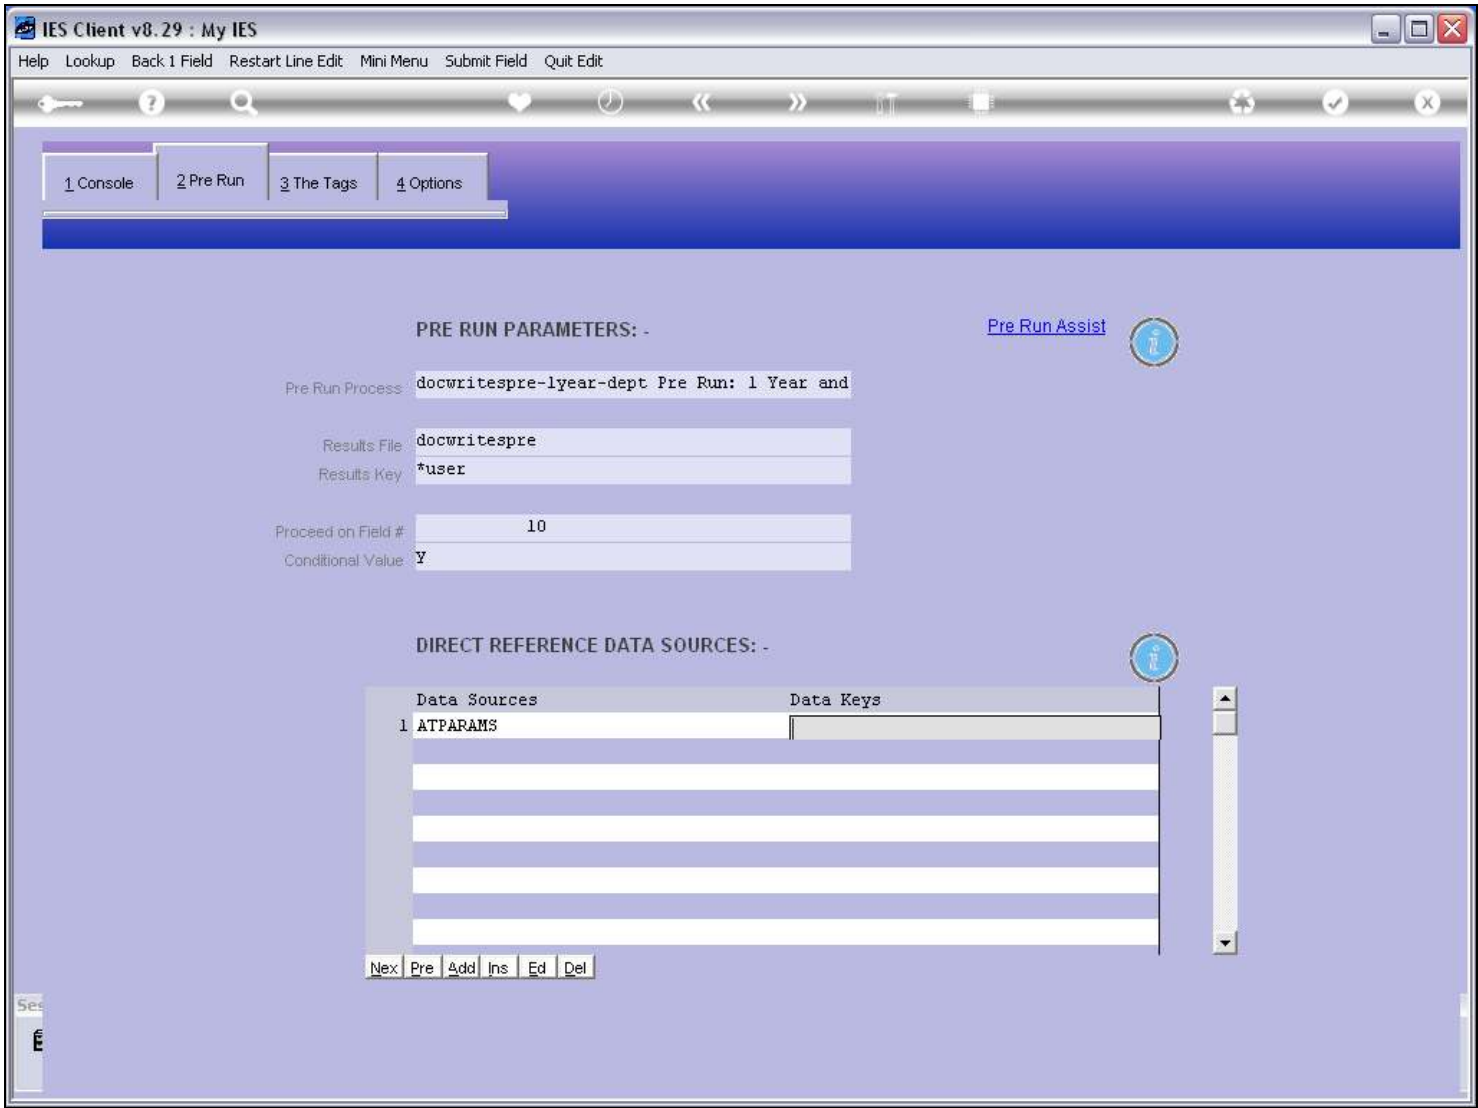 IES Client v8.29 : My IES
Help Lookup Back 1 Field Restart Line Edit Mini Menu Submit Field Quit Edit
1 Console 2 Pre Run 3 The Tags 4 Options
PRE RUN PARAMETERS: -
Pre Run Assist
Pre Run Process docwritespre-1year-dept Pre Run: 1 Year and
Results File docwritespre
Results Key *user
Proceed on Field # 10
Conditional Value Y
DIRECT REFERENCE DATA SOURCES: -
Data Sources Data Keys
1 ATPARAMS
Nex Pre Add Ins Ed Del
Ses